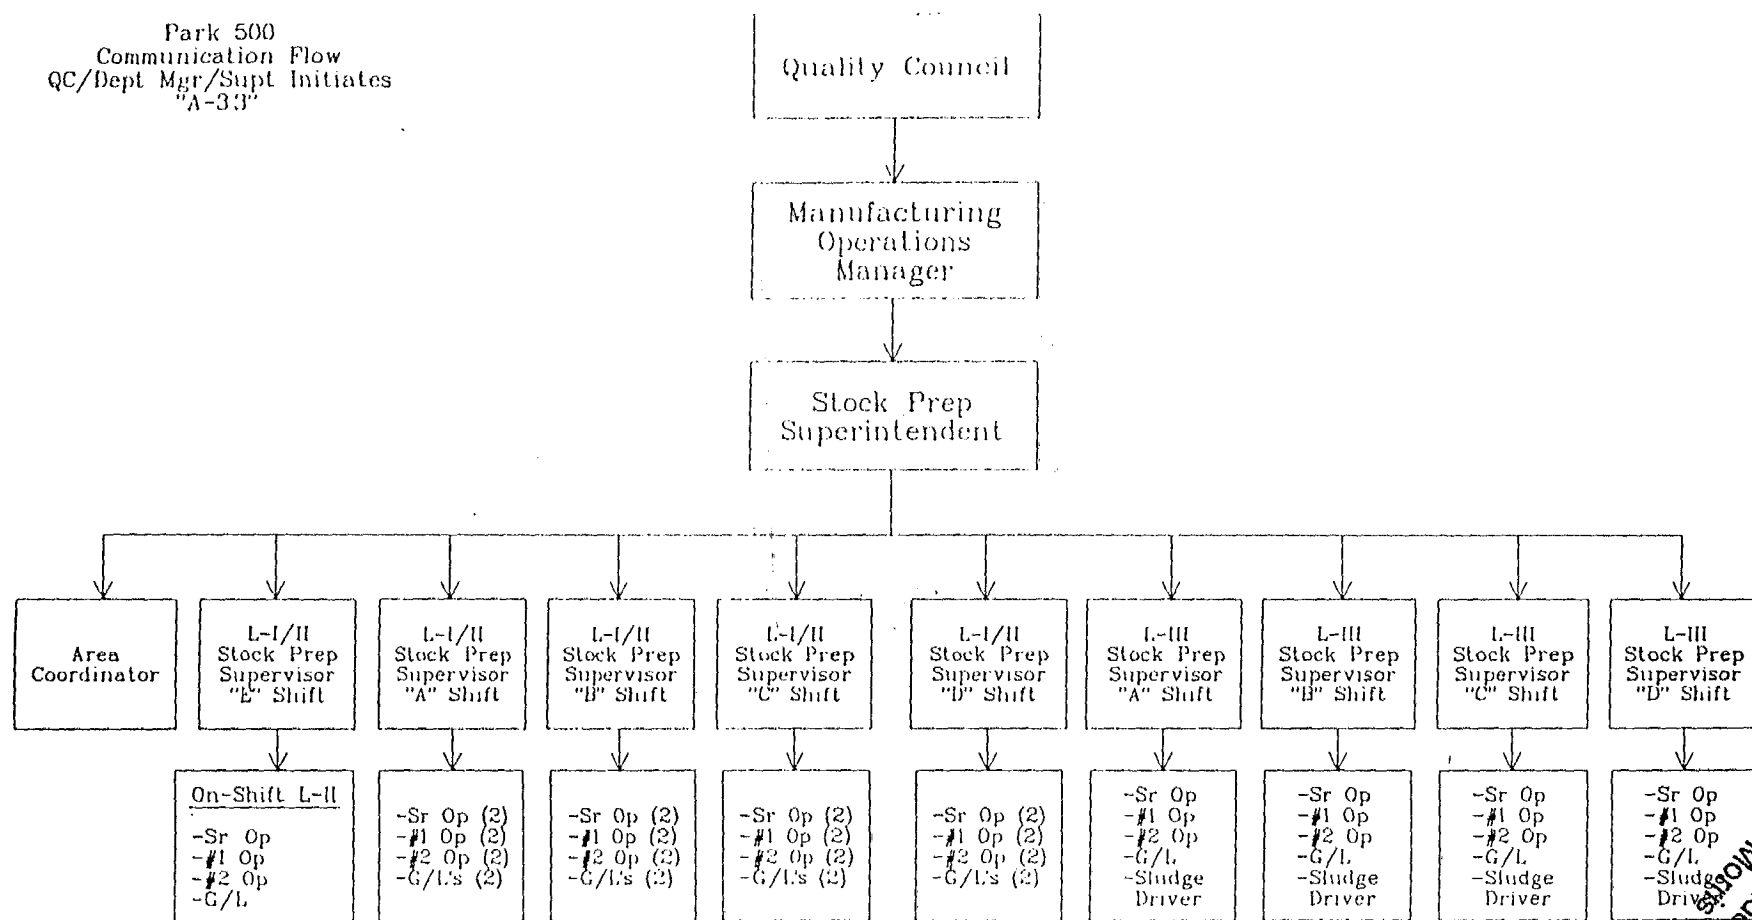 Park 500
Communication Flow
QC/Dept Mgr/Supt Initiates
"A-33"
Quality Council
Manufacturing
Operations
Manager
Stock Prep
Superintendent
Area
Coordinator
L-I/II
Stock Prep
Supervisor
"E" Shift
L-I/II
Stock Prep
Supervisor
"A" Shift
L-I/II
Stock Prep
Supervisor
"B" Shift
L-I/II
Stock Prep
Supervisor
"C" Shift
L-I/II
Stock Prep
Supervisor
"D" Shift
L-III
Stock Prep
Supervisor
"A" Shift
L-III
Stock Prep
Supervisor
"B" Shift
L-III
Stock Prep
Supervisor
"C" Shift
L-III
Stock Prep
Supervisor
"D" Shift
On-Shift L-II
-Sr Op
-#1 Op
-#2 Op
-G/L
-Sr Op (2)
-#1 Op (2)
-#2 Op (2)
-G/L's (2)
-Sr Op (2)
-#1 Op (2)
-#2 Op (2)
-G/L's (2)
-Sr Op (2)
-#1 Op (2)
-#2 Op (2)
-G/L's (2)
-Sr Op (2)
-#1 Op (2)
-#2 Op (2)
-G/L's (2)
-Sr Op
-#1 Op
-#2 Op
-G/L
-Sludge
Driver
-Sr Op
-#1 Op
-#2 Op
-G/L
-Sludge
Driver
-Sr Op
-#1 Op
-#2 Op
-G/L
-Sludge
Driver
-Sr Op
-#1 Op
-#2 Op
-G/L
-Sludge
Driver
Morris